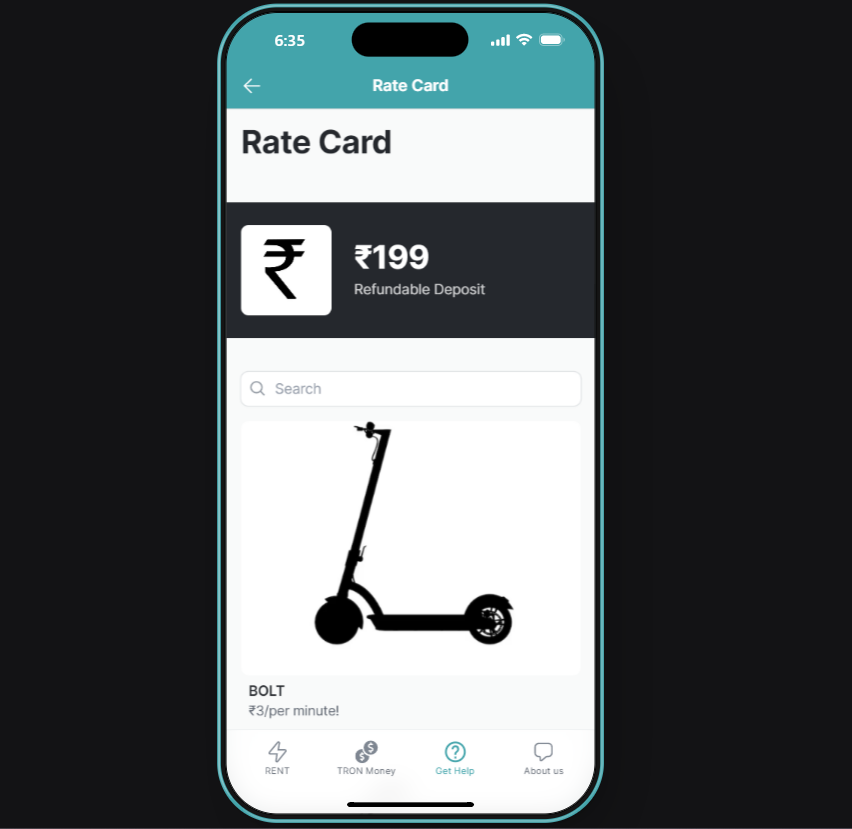 6:35
Rate Card
Rate Card
₹
₹199
Refundable Deposit
Search
BOLT
₹3/per minute!
RENT
TRON Money
Get Help
About us